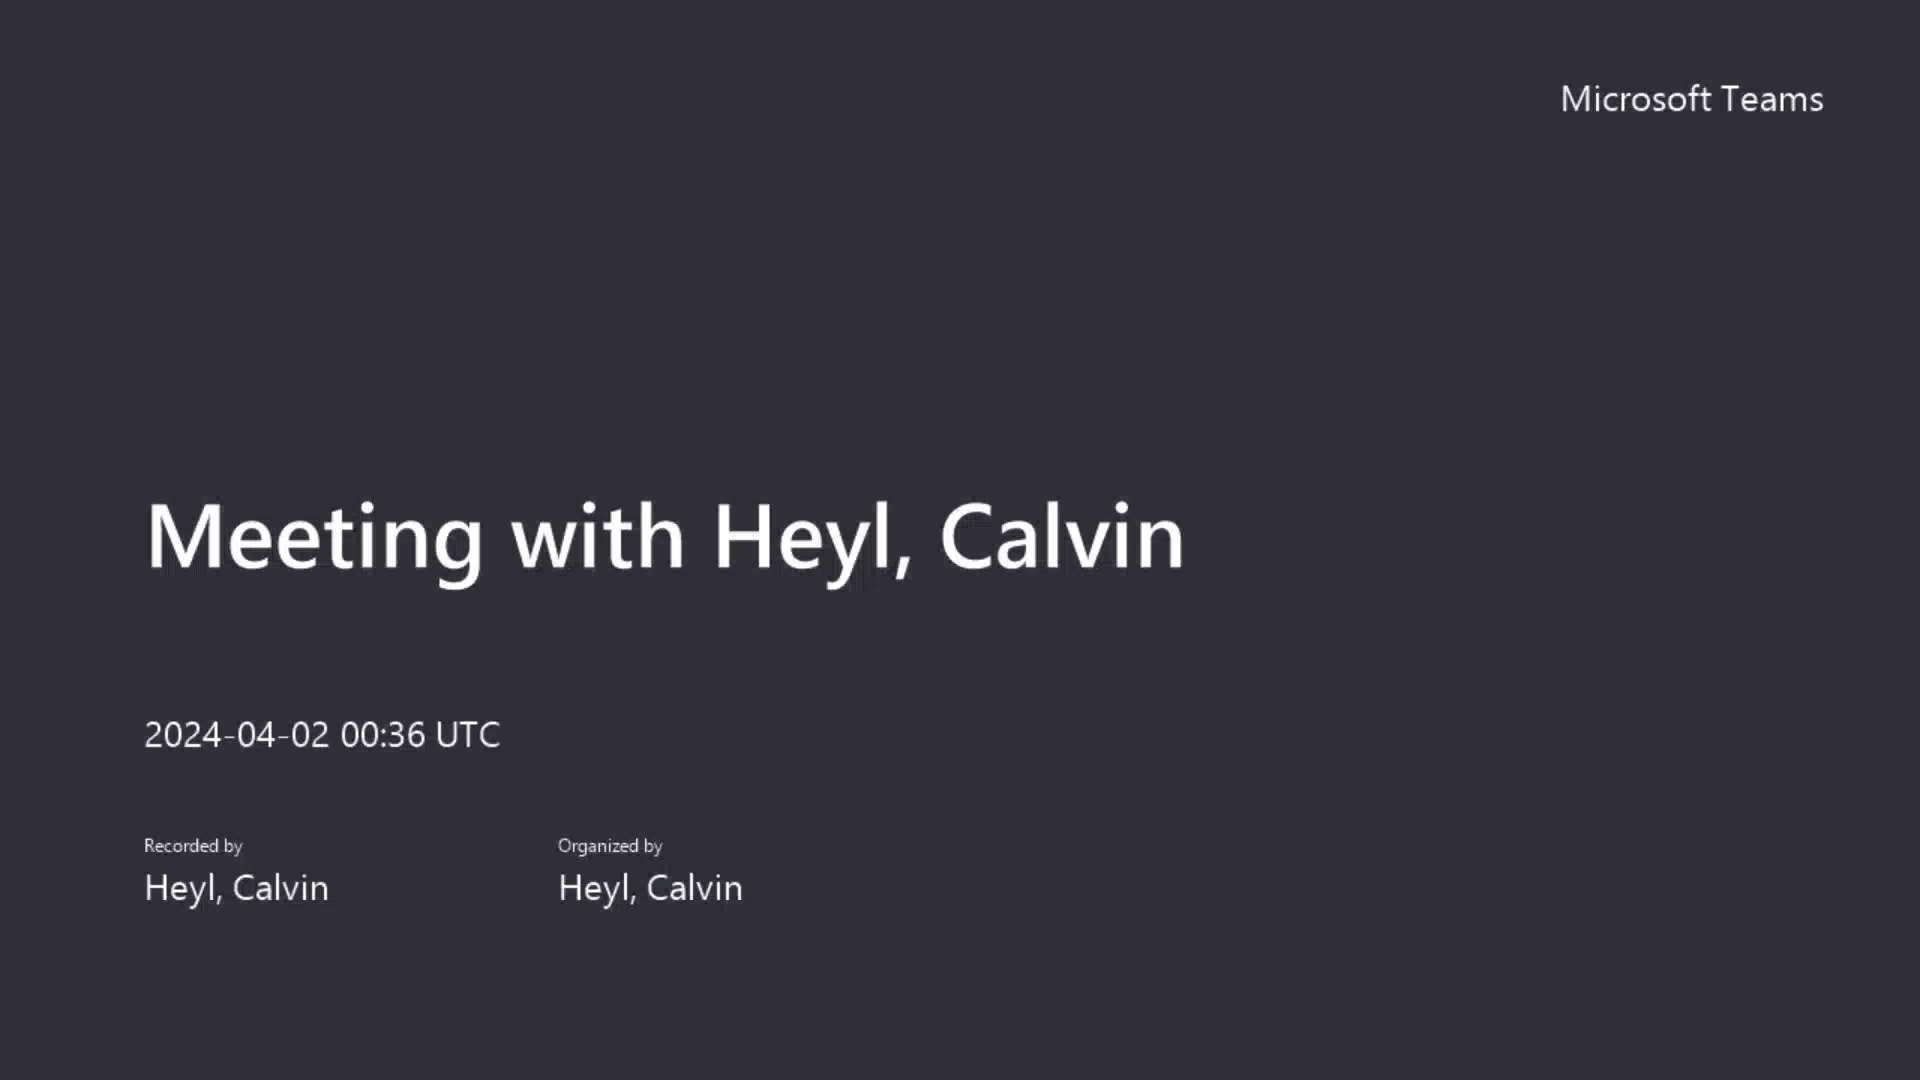 Microsoft Teams
Meeting with Heyl, Calvin
2024-04-02 00:36 UTC
Recorded by
Heyl, Calvin
Organized by
Heyl, Calvin